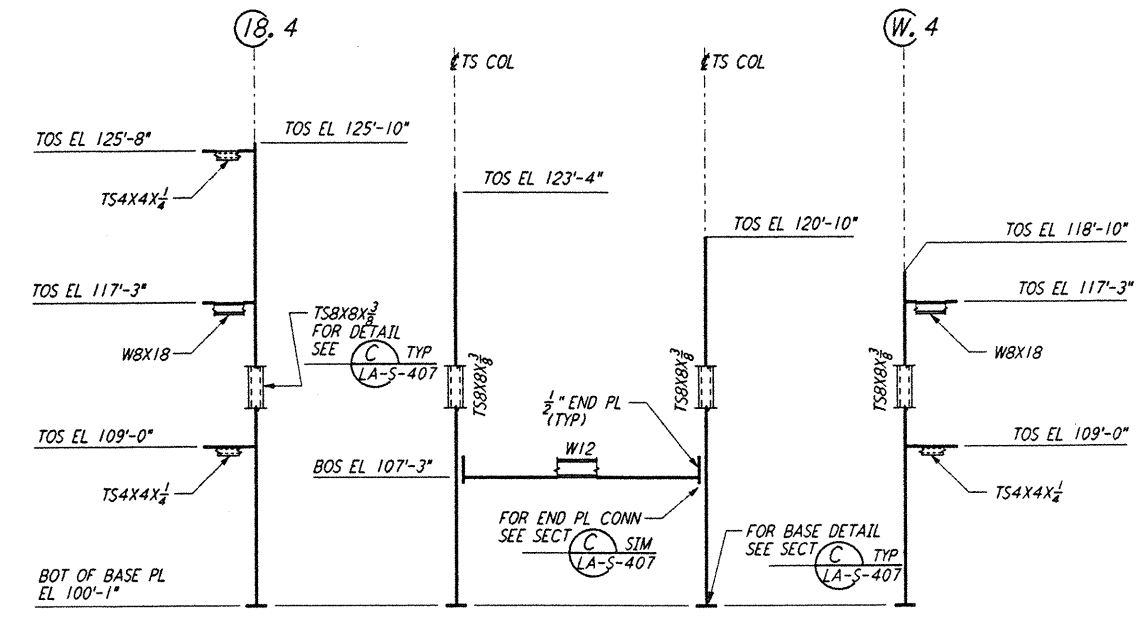 18.4
W.4
℄ TS COL
℄ TS COL
TOS EL 125'-8"
TOS EL 125'-10"
TS4X4X1/4
TOS EL 123'-4"
TOS EL 120'-10"
TOS EL 118'-10"
TOS EL 117'-3"
TOS EL 117'-3"
W8X18
W8X18
TS8X8X3/8
FOR DETAIL
SEE C TYP
LA-S-407
TS8X8X3/8
TS8X8X3/8
TS8X8X3/8
1/2" END PL
(TYP)
W12
TOS EL 109'-0"
TOS EL 109'-0"
BOS EL 107'-3"
TS4X4X1/4
TS4X4X1/4
FOR END PL CONN
SEE SECT C SIM
LA-S-407
FOR BASE DETAIL
SEE SECT C TYP
LA-S-407
BOT OF BASE PL
EL 100'-1"